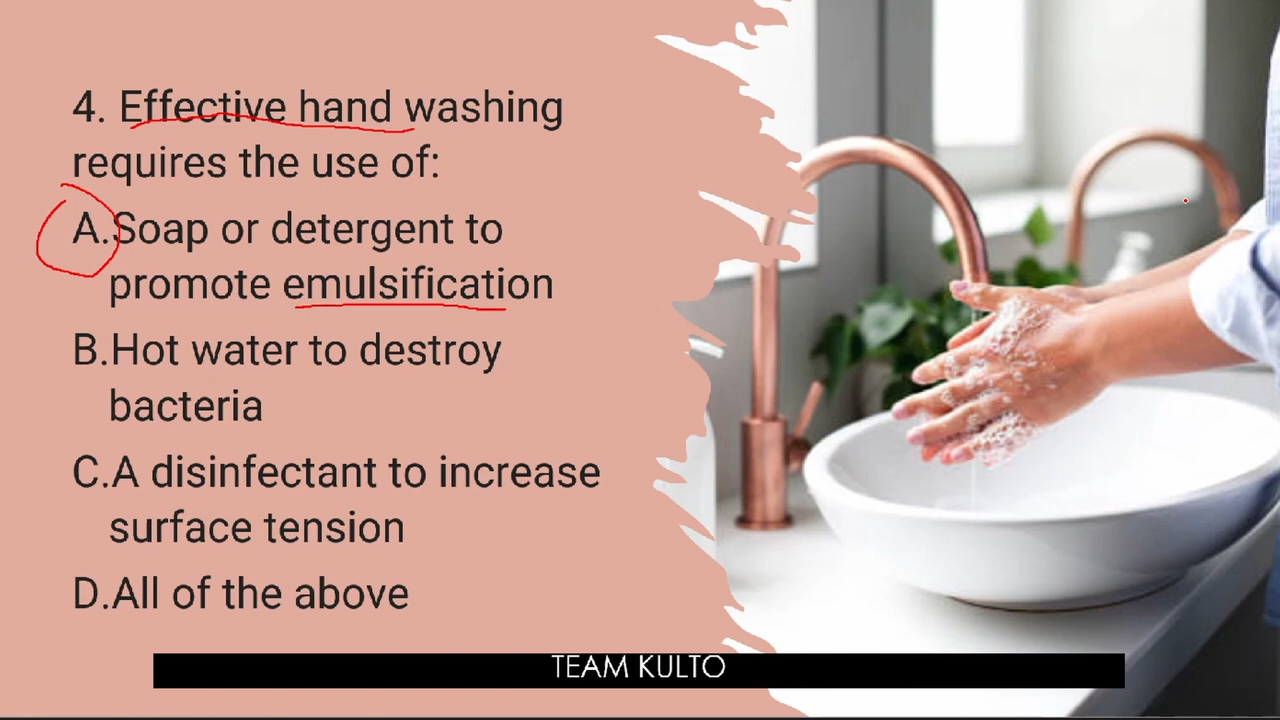 4. Effective hand washing
requires the use of:
A.Soap or detergent to
promote emulsification
B.Hot water to destroy
bacteria
C.A disinfectant to increase
surface tension
D.All of the above
TEAM KULTO